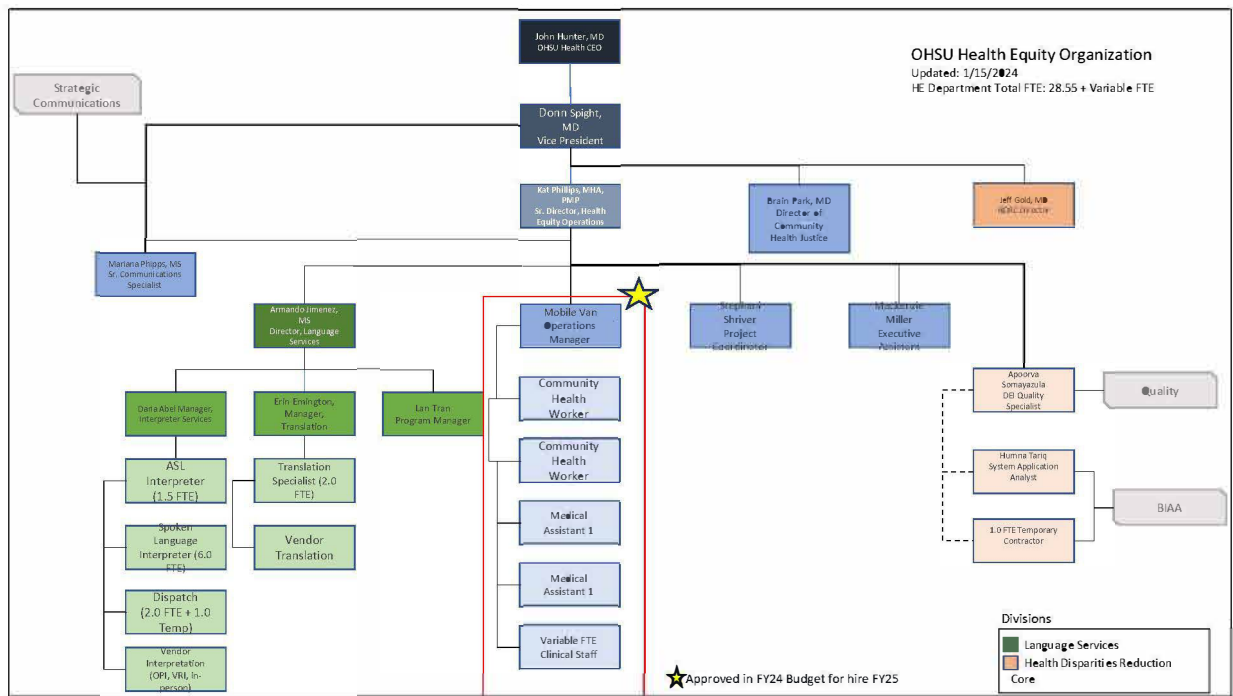 John Hunter, MD
OHSU Health CEO
OHSU Health Equity Organization
Updated: 1/15/2024
HE Department Total FTE: 28.55 + Variable FTE
Strategic
Communications
Donn Spight,
MD
Vice President
Kat Phillips, MHA,
PMP
Sr. Director, Health
Equity Operations
Brain Park, MD
Director of
Community
Health Justice
Jeff Gold, MD
Mariana Phipps, MS
Sr. Communications
Specialist
Armando Jimenez,
MS
Director, Language
Services
Mobile Van
Operations
Manager
Stephani
Shriver
Project
Coordinator
Mackenzie
Miller
Executive
Assistant
Daria Abel Manager,
Interpreter Services
Erin Emington,
Manager,
Translation
Lan Tran
Program Manager
Community
Health
Worker
Apoorva
Somayazula
DEI Quality
Specialist
Quality
ASL
Interpreter
(1.5 FTE)
Translation
Specialist (2.0
FTE)
Community
Health
Worker
Humna Tariq
System Application
Analyst
BIAA
Spoken
Language
Interpreter (6.0
FTE)
Vendor
Translation
Medical
Assistant 1
1.0 FTE Temporary
Contractor
Dispatch
(2.0 FTE + 1.0
Temp)
Medical
Assistant 1
Vendor
Interpretation
(OPI, VRI, In-
person)
Variable FTE
Clinical Staff
Approved in FY24 Budget for hire FY25
Divisions
Language Services
Health Disparities Reduction
Core